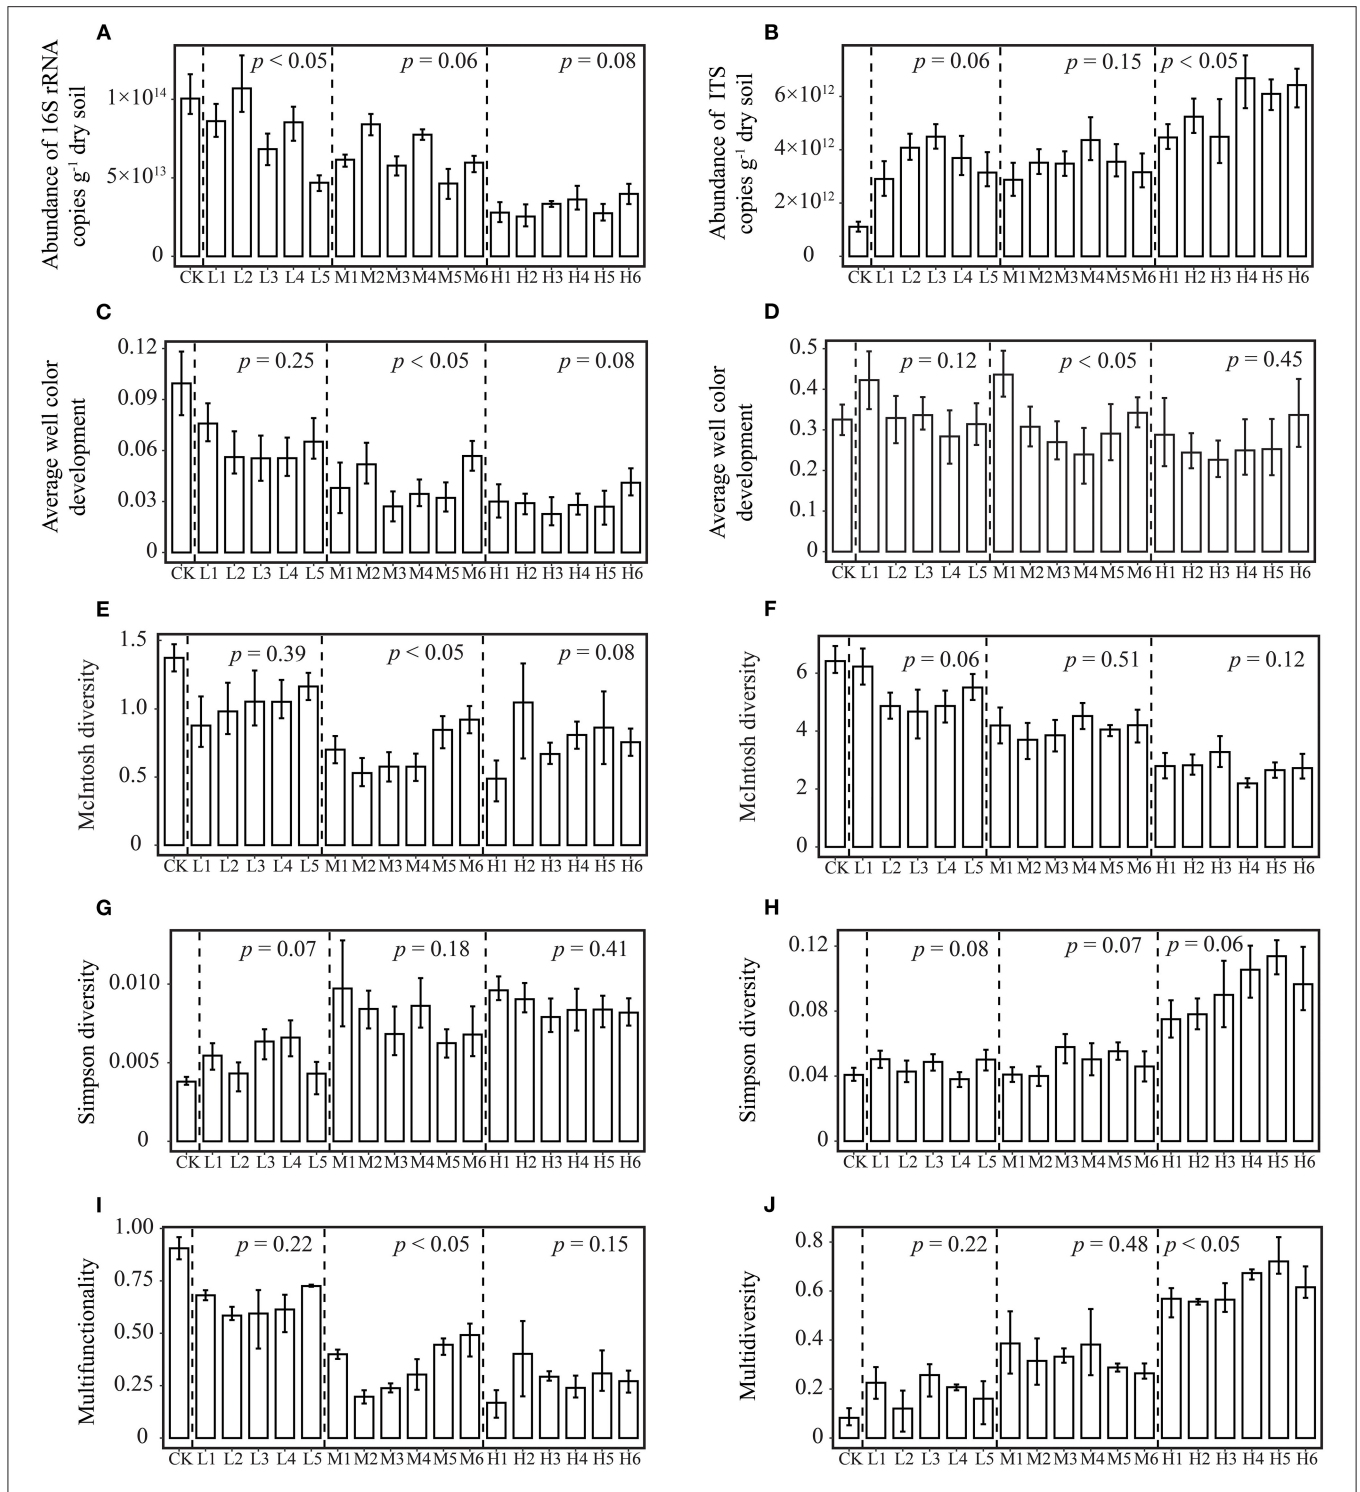 A
Abundance of 16S rRNA
copies g⁻¹ dry soil
1×10¹⁴
5×10¹³
0
p < 0.05
p = 0.06
p = 0.08
CK L1 L2 L3 L4 L5 M1 M2 M3 M4 M5 M6 H1 H2 H3 H4 H5 H6
B
Abundance of ITS
copies g⁻¹ dry soil
6×10¹²
4×10¹²
2×10¹²
0
p = 0.06
p = 0.15
p < 0.05
CK L1 L2 L3 L4 L5 M1 M2 M3 M4 M5 M6 H1 H2 H3 H4 H5 H6
C
Average well color
development
0.12
0.09
0.06
0.03
0
p = 0.25
p < 0.05
p = 0.08
CK L1 L2 L3 L4 L5 M1 M2 M3 M4 M5 M6 H1 H2 H3 H4 H5 H6
D
Average well color
development
0.5
0.4
0.3
0.2
0.1
0
p = 0.12
p < 0.05
p = 0.45
CK L1 L2 L3 L4 L5 M1 M2 M3 M4 M5 M6 H1 H2 H3 H4 H5 H6
E
McIntosh diversity
1.5
1.0
0.5
0
p = 0.39
p < 0.05
p = 0.08
CK L1 L2 L3 L4 L5 M1 M2 M3 M4 M5 M6 H1 H2 H3 H4 H5 H6
F
McIntosh diversity
6
4
2
0
p = 0.06
p = 0.51
p = 0.12
CK L1 L2 L3 L4 L5 M1 M2 M3 M4 M5 M6 H1 H2 H3 H4 H5 H6
G
Simpson diversity
0.010
0.005
0
p = 0.07
p = 0.18
p = 0.41
CK L1 L2 L3 L4 L5 M1 M2 M3 M4 M5 M6 H1 H2 H3 H4 H5 H6
H
Simpson diversity
0.12
0.08
0.04
0
p = 0.08
p = 0.07
p = 0.06
CK L1 L2 L3 L4 L5 M1 M2 M3 M4 M5 M6 H1 H2 H3 H4 H5 H6
I
Multifunctionality
1.00
0.75
0.50
0.25
0
p = 0.22
p < 0.05
p = 0.15
CK L1 L2 L3 L4 L5 M1 M2 M3 M4 M5 M6 H1 H2 H3 H4 H5 H6
J
Multidiversity
0.8
0.6
0.4
0.2
0
p = 0.22
p = 0.48
p < 0.05
CK L1 L2 L3 L4 L5 M1 M2 M3 M4 M5 M6 H1 H2 H3 H4 H5 H6